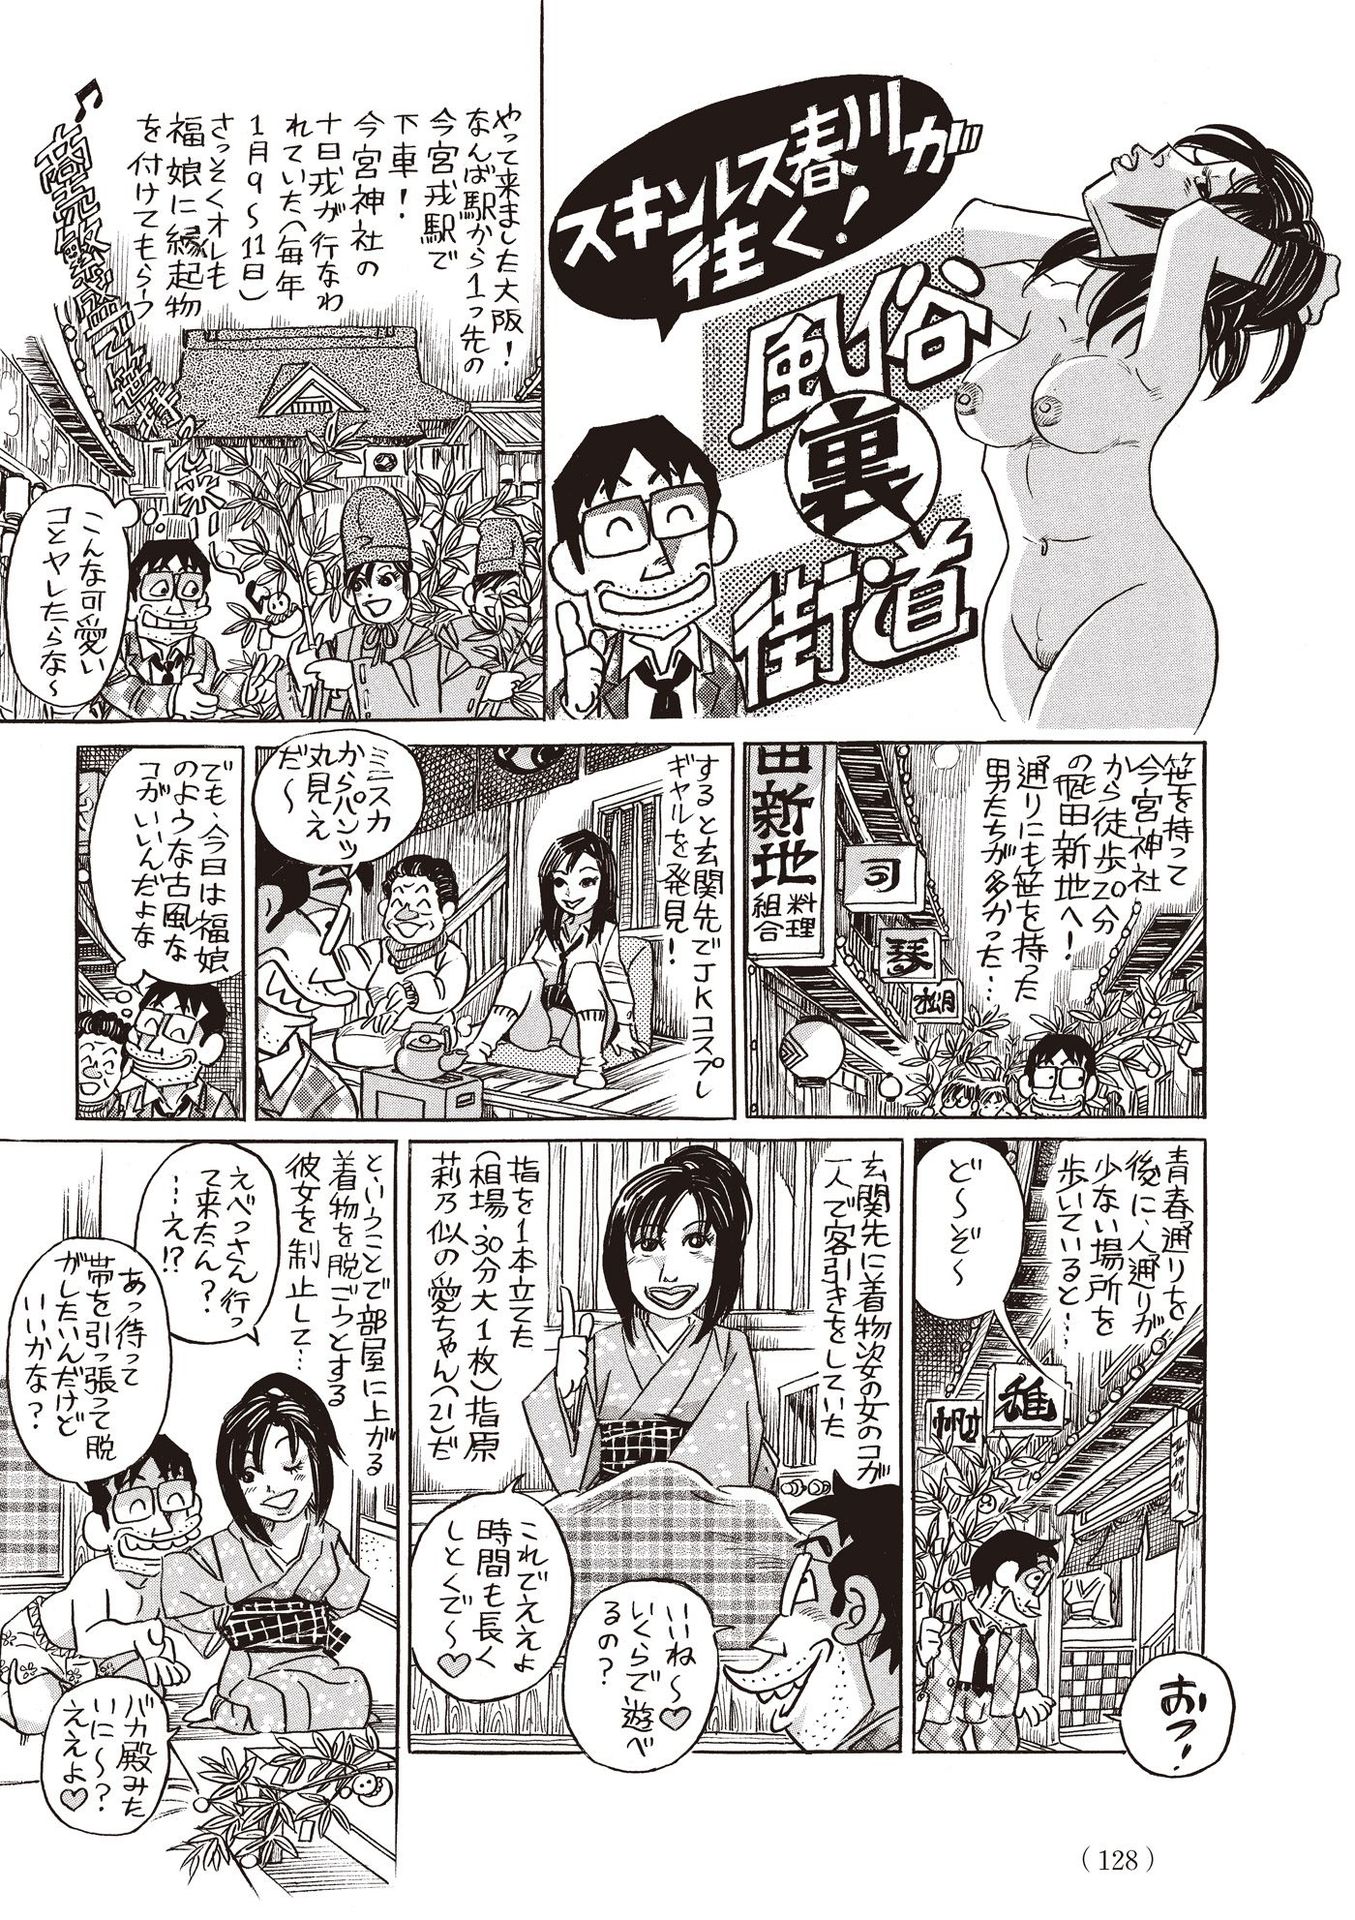 スキンレス春川が
往く!
風俗
裏
街道
やって来ました大阪!
なんば駅から1つ先の
今宮戎駅で
下車!
今宮神社の
十日戎が行なわ
れていた(毎年
1月9〜11日)
さっそくオレも
福娘に縁起物
を付けてもらう
こんな可愛い
コとヤレたらな〜
笹を持って
今宮神社
から徒歩20分
の飛田新地へ!
通りにも笹を持った
男たちが多かった…
田新地
料理
組合
司
琴
松月
すると玄関先でJKコスプレ
ギャルを発見!
ミニスカ
からパンツ
丸見え
だ〜
でも、今日は福娘
のような古風な
コがいいんだよな
青春通りを
後に、人通りが
少ない場所を
歩いていると…
ど〜ぞ〜
雅
おっ!
玄関先に着物姿の女のコが
一人で客引きをしていた
いいね〜♡
いくらで遊べ
るの?
指を1本立てた
(相場、30分大1枚)指原
莉乃似の愛ちゃん(21)だ
これでええよ
時間も長く
しとくで〜♡
ということで部屋に上がる
着物を脱ごうとする
彼女を制止して…
えべっさん行っ
て来たん?
…え!?
あっ待って
帯を引っ張って脱
がしたいんだけど
いいかな?
バカ殿みた
いに〜?
ええよ♡
(128)